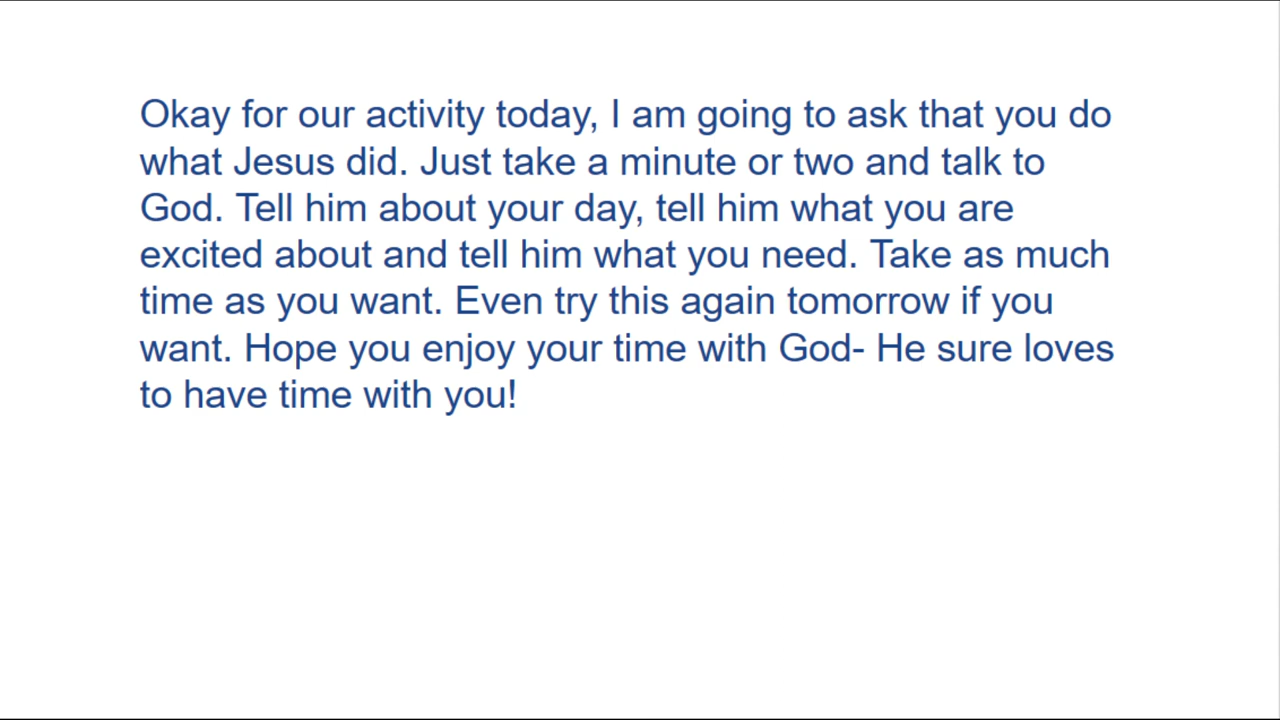 Okay for our activity today, I am going to ask that you do
what Jesus did. Just take a minute or two and talk to
God. Tell him about your day, tell him what you are
excited about and tell him what you need. Take as much
time as you want. Even try this again tomorrow if you
want. Hope you enjoy your time with God- He sure loves
to have time with you!